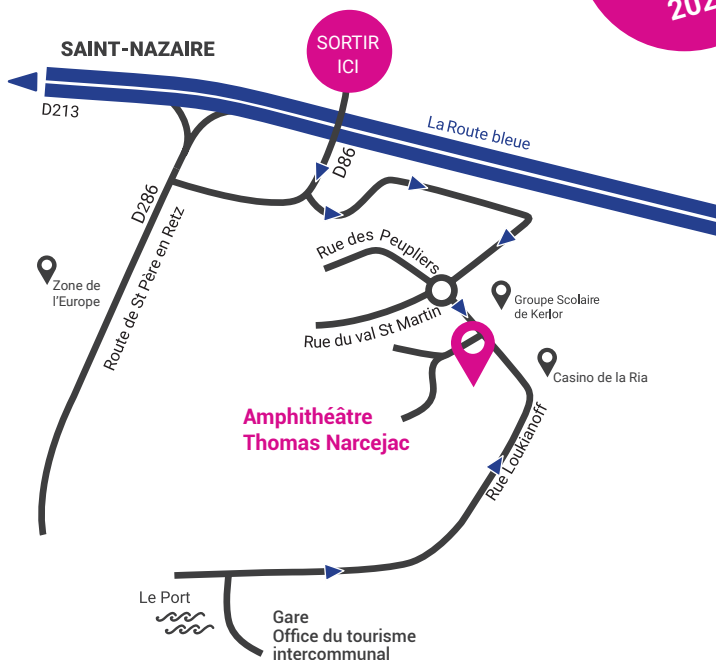 202
SAINT-NAZAIRE
SORTIR
ICI
D213
La Route bleue
D86
D286
Route de St Père en Retz
Rue des Peupliers
Zone de
l'Europe
Groupe Scolaire
de Kerlor
Rue du val St Martin
Casino de la Ria
Amphithéâtre
Thomas Narcejac
Rue Loukianoff
Le Port
Gare
Office du tourisme
intercommunal